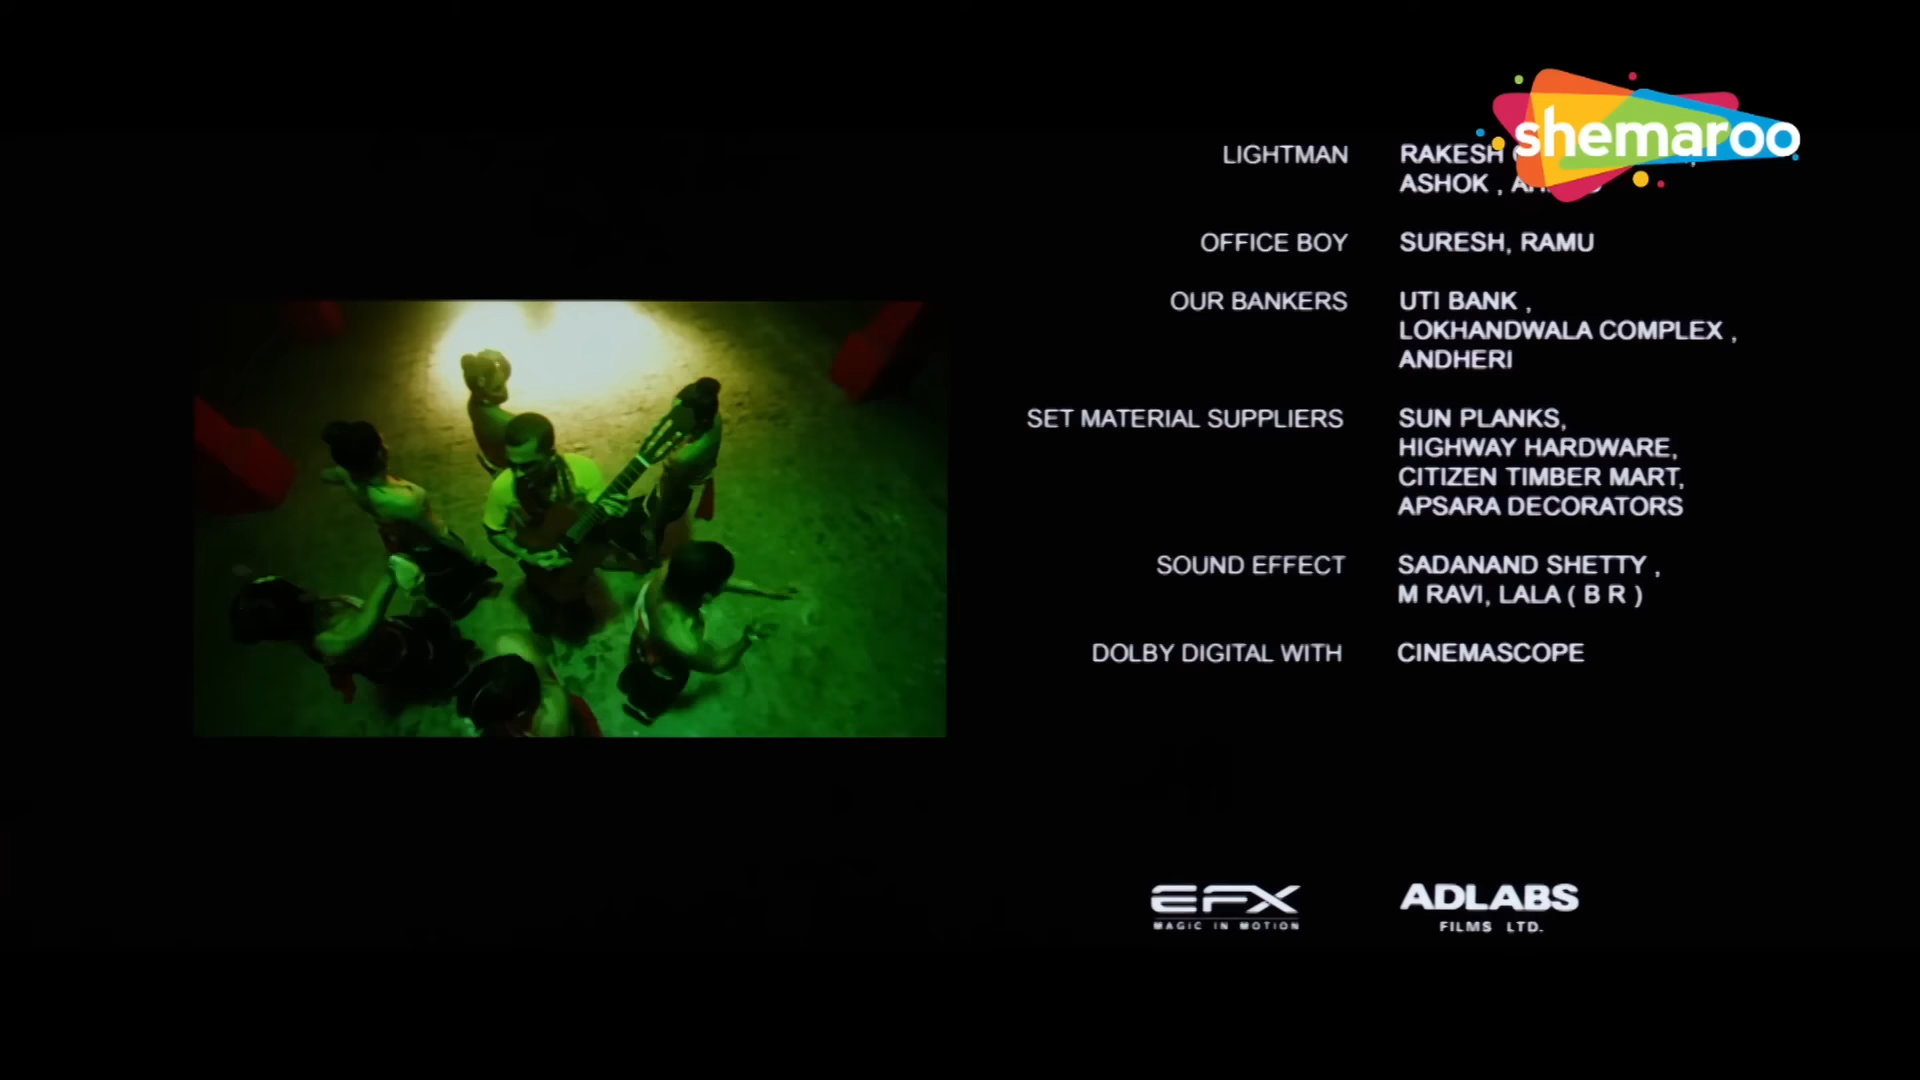 shemaroo
LIGHTMAN RAKESH
ASHOK ,
OFFICE BOY SURESH, RAMU
OUR BANKERS UTI BANK ,
LOKHANDWALA COMPLEX ,
ANDHERI
SET MATERIAL SUPPLIERS SUN PLANKS,
HIGHWAY HARDWARE,
CITIZEN TIMBER MART,
APSARA DECORATORS
SOUND EFFECT SADANAND SHETTY ,
M RAVI, LALA ( B R )
DOLBY DIGITAL WITH CINEMASCOPE
EFX ADLABS
MAGIC IN MOTION FILMS LTD.